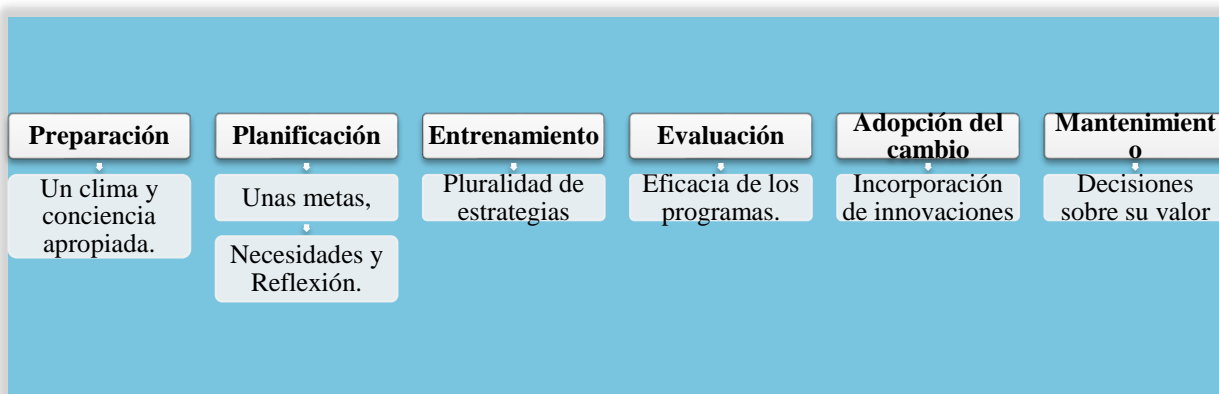 Preparación
Un clima y
conciencia
apropiada.
Planificación
Unas metas,
Necesidades y
Reflexión.
Entrenamiento
Pluralidad de
estrategias
Evaluación
Eficacia de los
programas.
Adopción del
cambio
Incorporación
de innovaciones
Mantenimient
o
Decisiones
sobre su valor